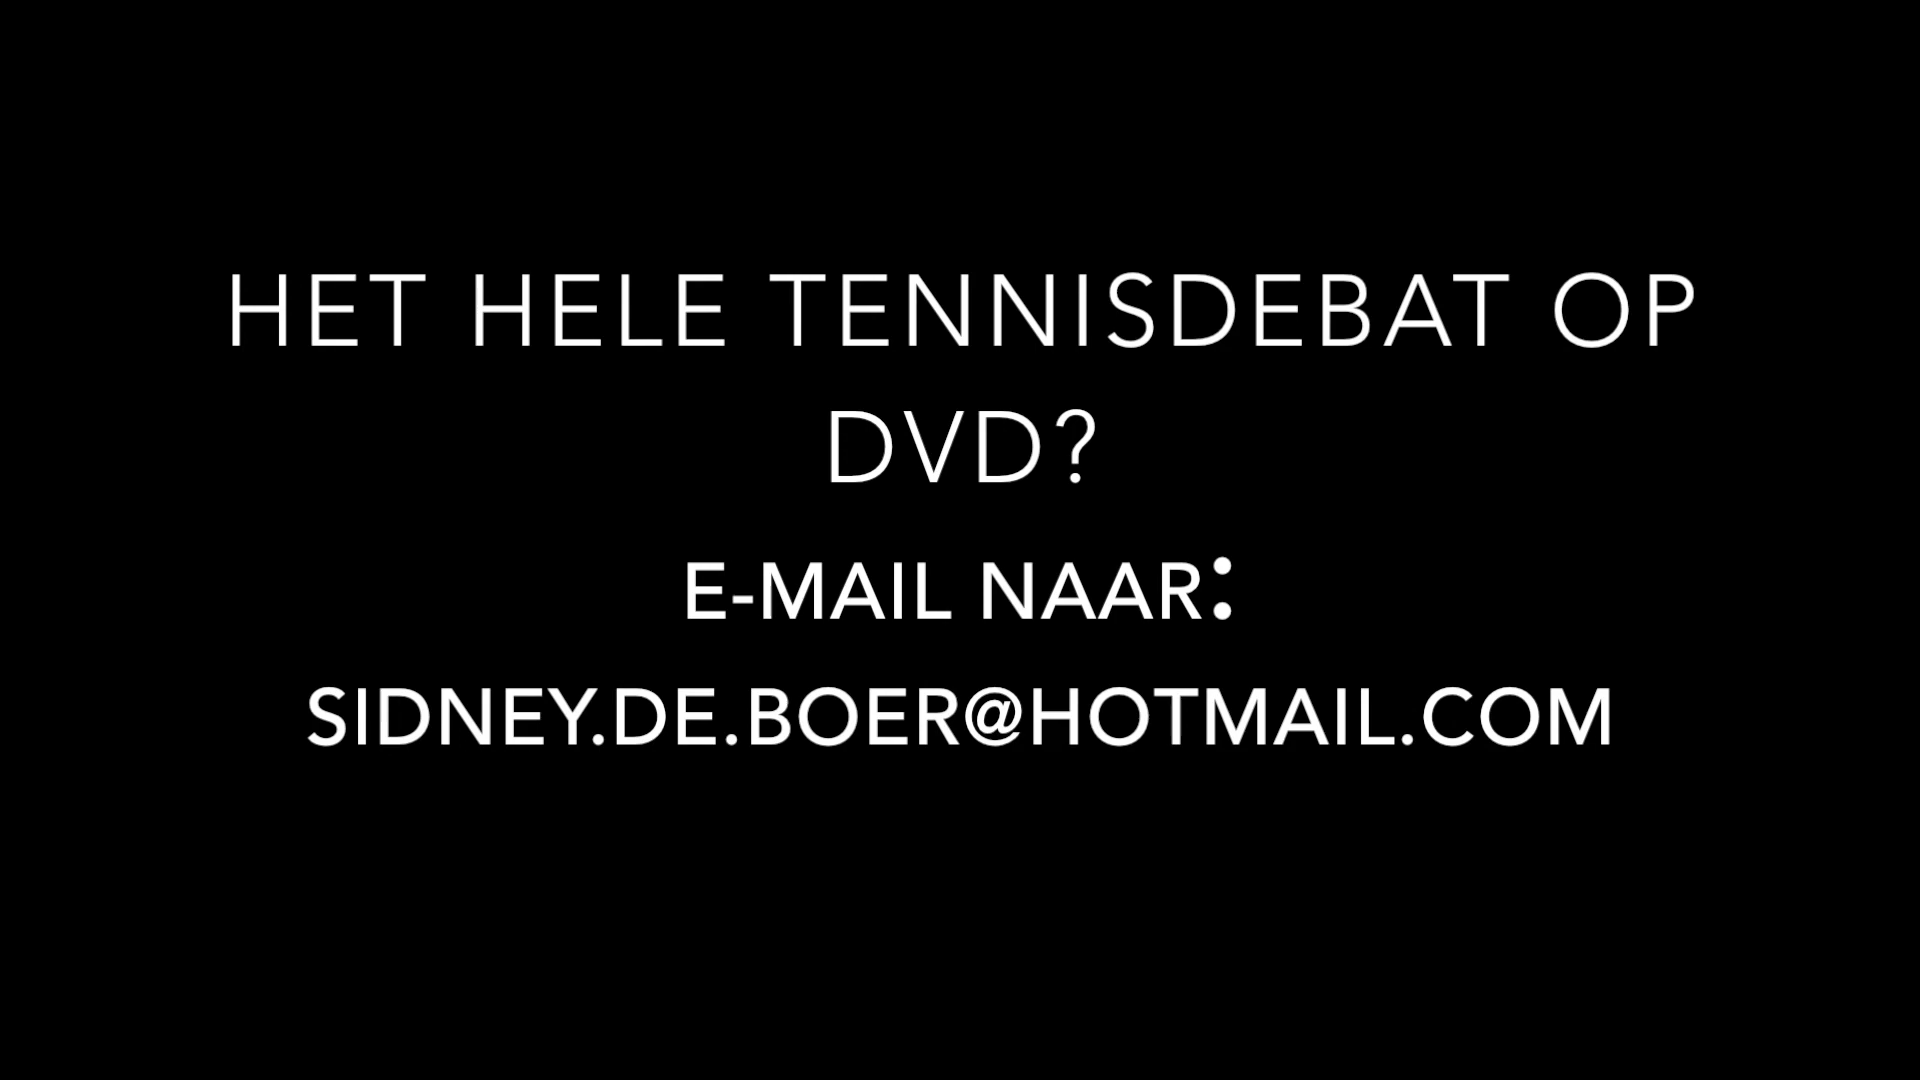 HET HELE TENNISDEBAT OP
DVD?
E-MAIL NAAR:
SIDNEY.DE.BOER@HOTMAIL.COM